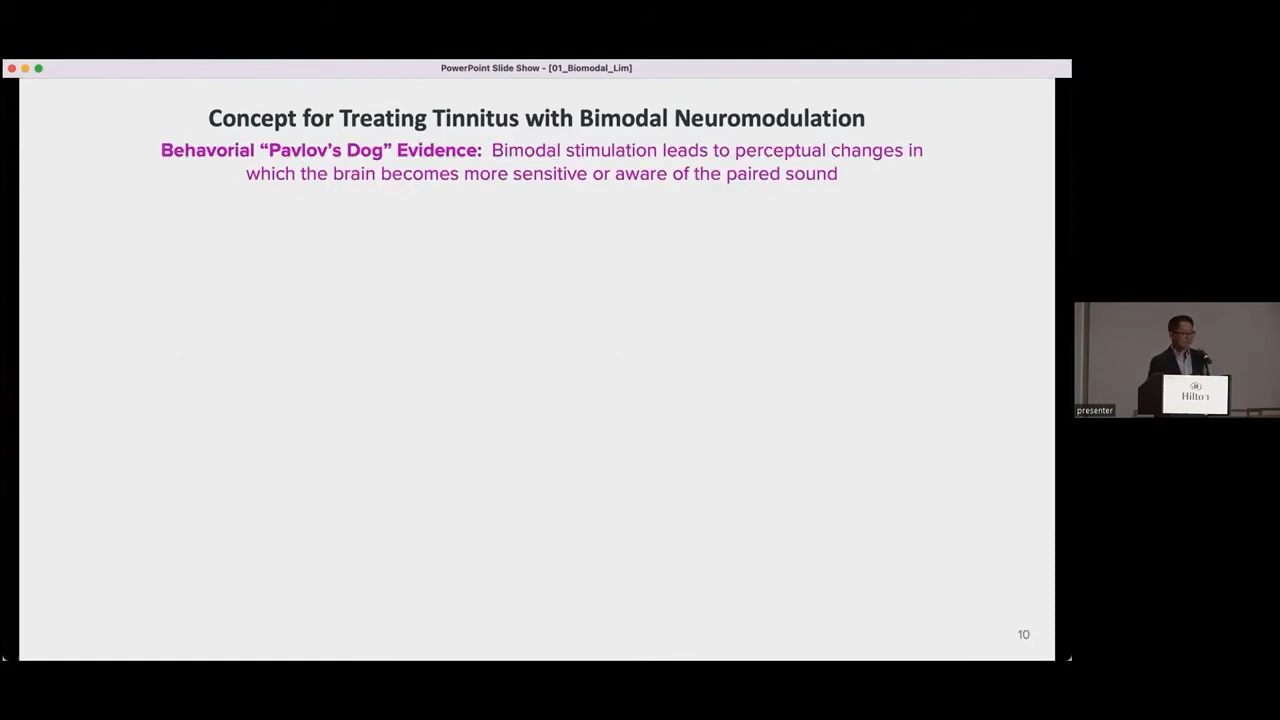 PowerPoint Slide Show - [01_Biomodal_Lim]
Concept for Treating Tinnitus with Bimodal Neuromodulation
Behavorial “Pavlov’s Dog” Evidence: Bimodal stimulation leads to perceptual changes in
which the brain becomes more sensitive or aware of the paired sound
Hilton
presenter
10